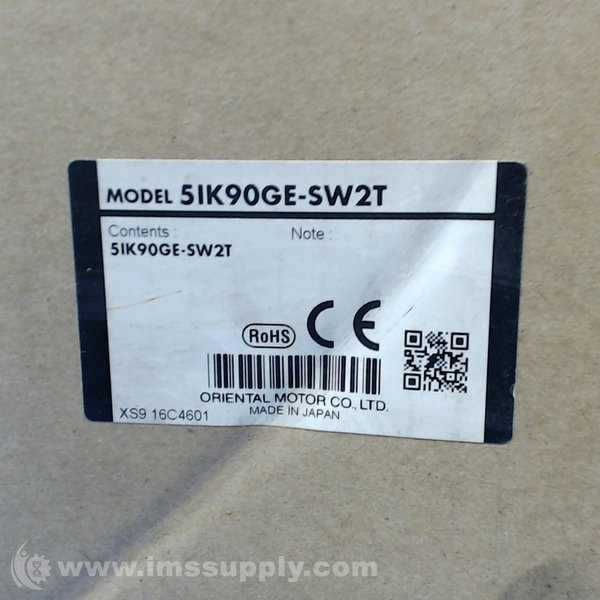 MODEL 5IK90GE-SW2T
Contents : Note :
5IK90GE-SW2T
RoHS CE
ORIENTAL MOTOR CO., LTD.
XS9 16C4601 MADE IN JAPAN
www.imssupply.com